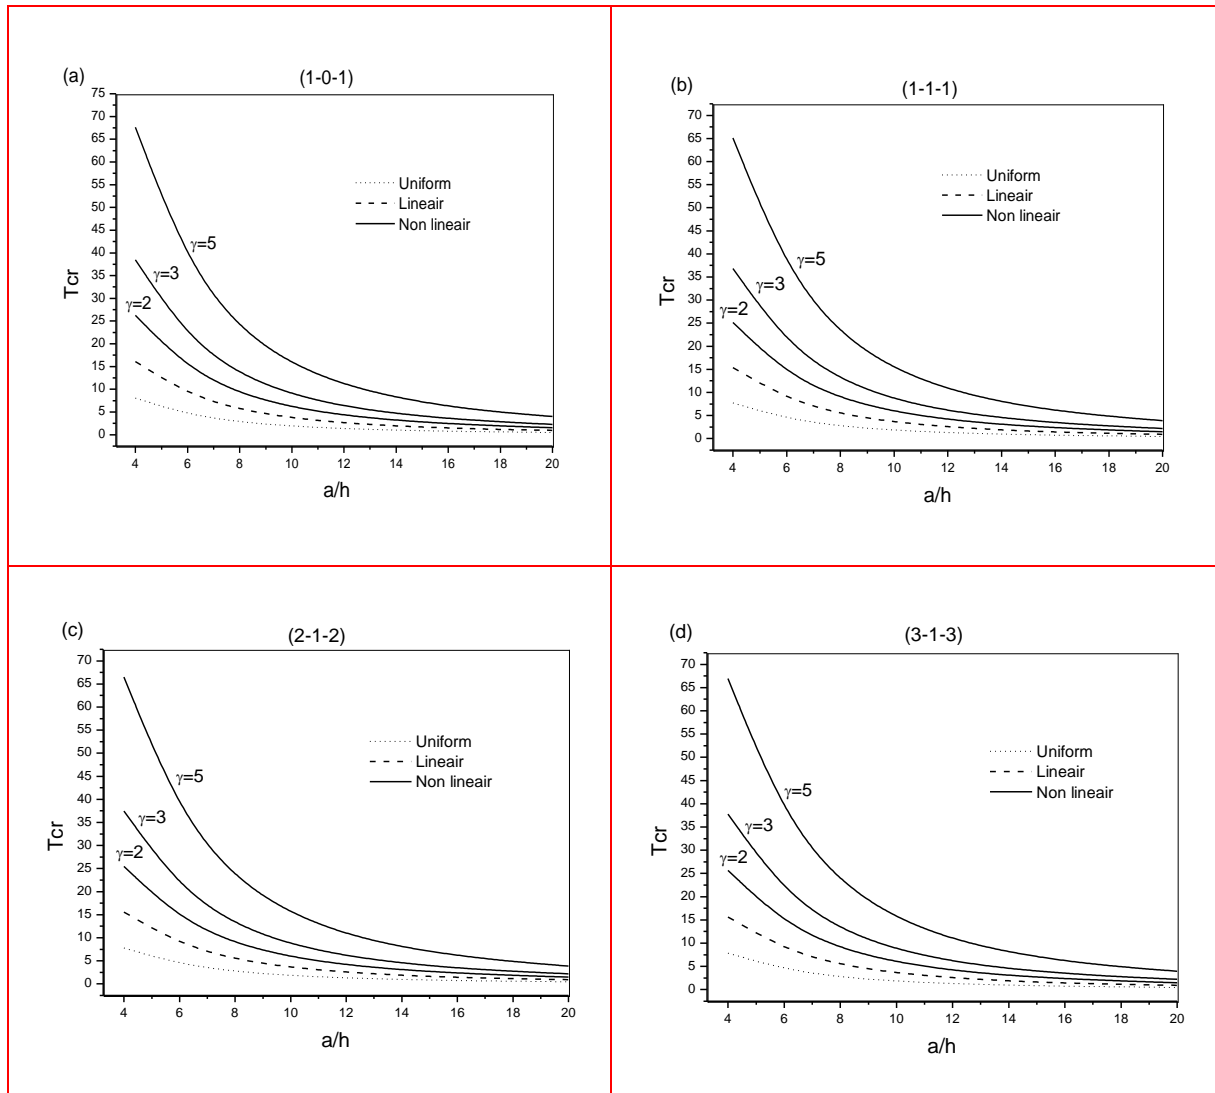 (a)
(1-0-1)
75
70
65
60
55
50
45
40
35
30
25
20
15
10
5
0
Tcr
Uniform
Lineair
Non lineair
γ=5
γ=3
γ=2
4 6 8 10 12 14 16 18 20
a/h
(b)
(1-1-1)
70
65
60
55
50
45
40
35
30
25
20
15
10
5
0
Tcr
Uniform
Lineair
Non lineair
γ=5
γ=3
γ=2
4 6 8 10 12 14 16 18 20
a/h
(c)
(2-1-2)
70
65
60
55
50
45
40
35
30
25
20
15
10
5
0
Tcr
Uniform
Lineair
Non lineair
γ=5
γ=3
γ=2
4 6 8 10 12 14 16 18 20
a/h
(d)
(3-1-3)
70
65
60
55
50
45
40
35
30
25
20
15
10
5
0
Tcr
Uniform
Lineair
Non lineair
γ=5
γ=3
γ=2
4 6 8 10 12 14 16 18 20
a/h